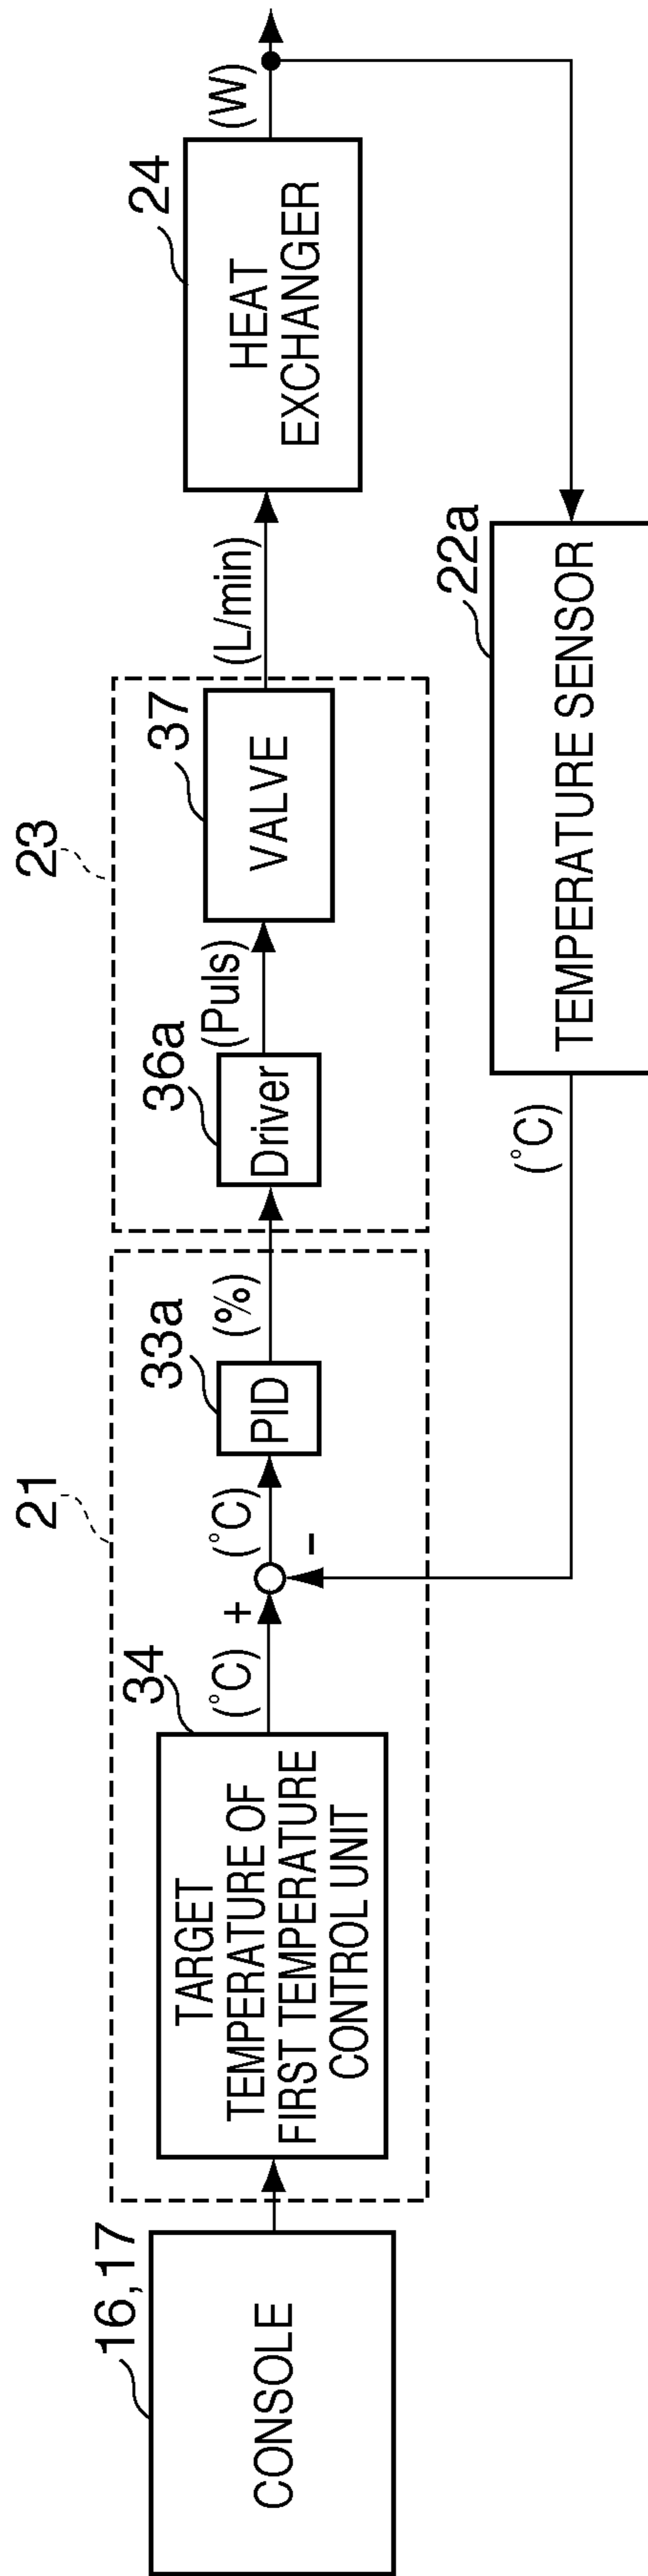 16,17
CONSOLE
21
34
TARGET
TEMPERATURE OF
FIRST TEMPERATURE
CONTROL UNIT
(°C)
+
-
(°C)
33a
PID
(%)
23
36a
Driver
(Puls)
37
VALVE
(L/min)
24
HEAT
EXCHANGER
(W)
22a
TEMPERATURE SENSOR
(°C)